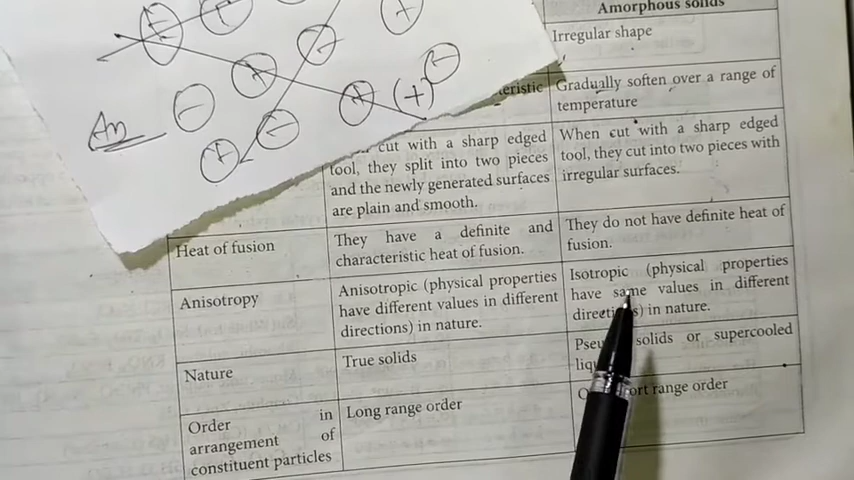 Amorphous solids
Irregular shape
Gradually soften over a range of
temperature
cut with a sharp edged
tool, they split into two pieces
and the newly generated surfaces
are plain and smooth.
When cut with a sharp edged
tool, they cut into two pieces with
irregular surfaces.
Heat of fusion
They have a definite and
characteristic heat of fusion.
They do not have definite heat of
fusion.
Anisotropy
Anisotropic (physical properties
have different values in different
directions) in nature.
Isotropic (physical properties
have same values in different
in nature.
Nature
True solids
solids or supercooled
Order in
arrangement of
constituent particles
Long range order
range order
An
+ −
+ − +
− + + (+) −
+ −